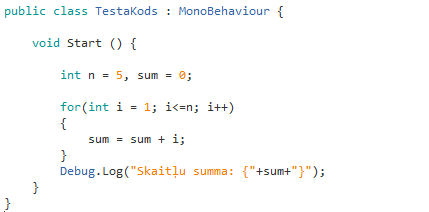 public class TestaKods : MonoBehaviour {
void Start () {
int n = 5, sum = 0;
for(int i = 1; i<=n; i++)
{
sum = sum + i;
}
Debug.Log("Skaitļu summa: {"+sum+"}");
}
}